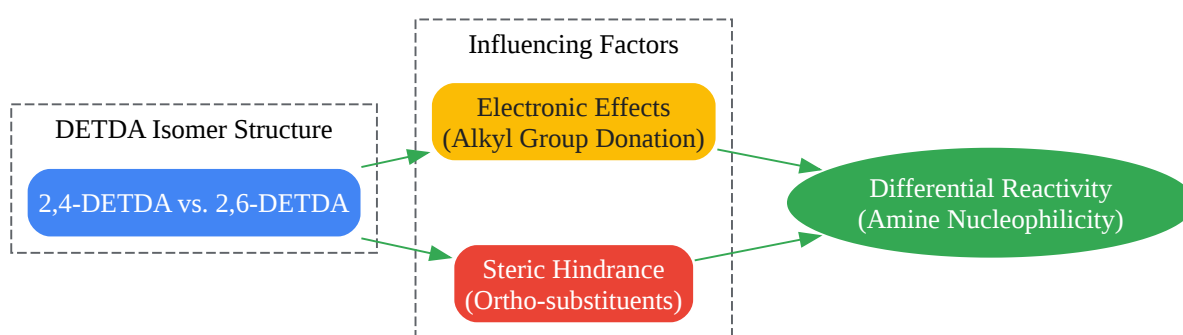 DETDA Isomer Structure
2,4-DETDA vs. 2,6-DETDA
Influencing Factors
Electronic Effects
(Alkyl Group Donation)
Steric Hindrance
(Ortho-substituents)
Differential Reactivity
(Amine Nucleophilicity)